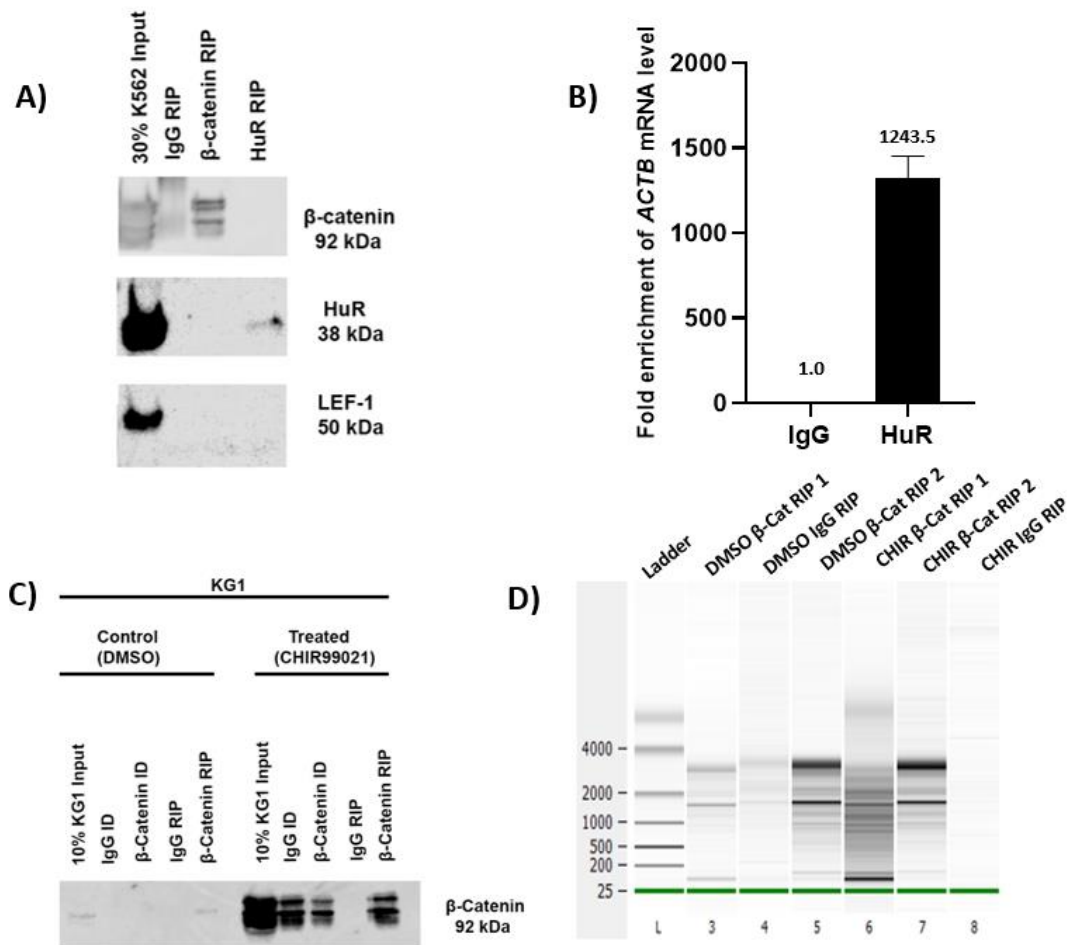 A)
30% K562 Input
IgG RIP
β-catenin RIP
HuR RIP
β-catenin
92 kDa
HuR
38 kDa
LEF-1
50 kDa
B)
Fold enrichment of ACTB mRNA level
2000
1500
1000
500
0
1.0
1243.5
IgG
HuR
C)
KG1
Control
(DMSO)
Treated
(CHIR99021)
10% KG1 Input
IgG ID
β-Catenin ID
IgG RIP
β-Catenin RIP
10% KG1 Input
IgG ID
β-Catenin ID
IgG RIP
β-Catenin RIP
β-Catenin
92 kDa
D)
Ladder
DMSO β-Cat RIP 1
DMSO IgG RIP
DMSO β-Cat RIP 2
CHIR β-Cat RIP 1
CHIR β-Cat RIP 2
CHIR IgG RIP
4000
2000
1000
500
200
25
L 3 4 5 6 7 8